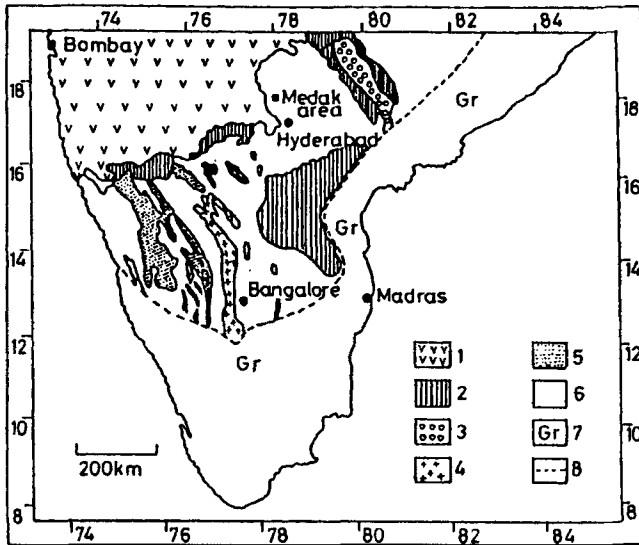 74 76 78 80 82 84
Bombay
18 18
Medak
area
Gr
Hyderabad
16 16
Gr
14 14
Bangalore
Madras
12 12
Gr
1 5
2 6
10 10
3 Gr 7
200km
4 8
8 8
74 76 78 80 82 84